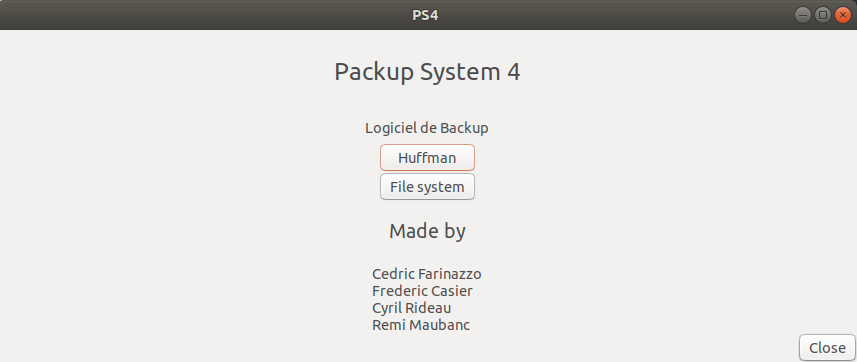 PS4
Packup System 4
Logiciel de Backup
Huffman
File system
Made by
Cedric Farinazzo
Frederic Casier
Cyril Rideau
Remi Maubanc
Close